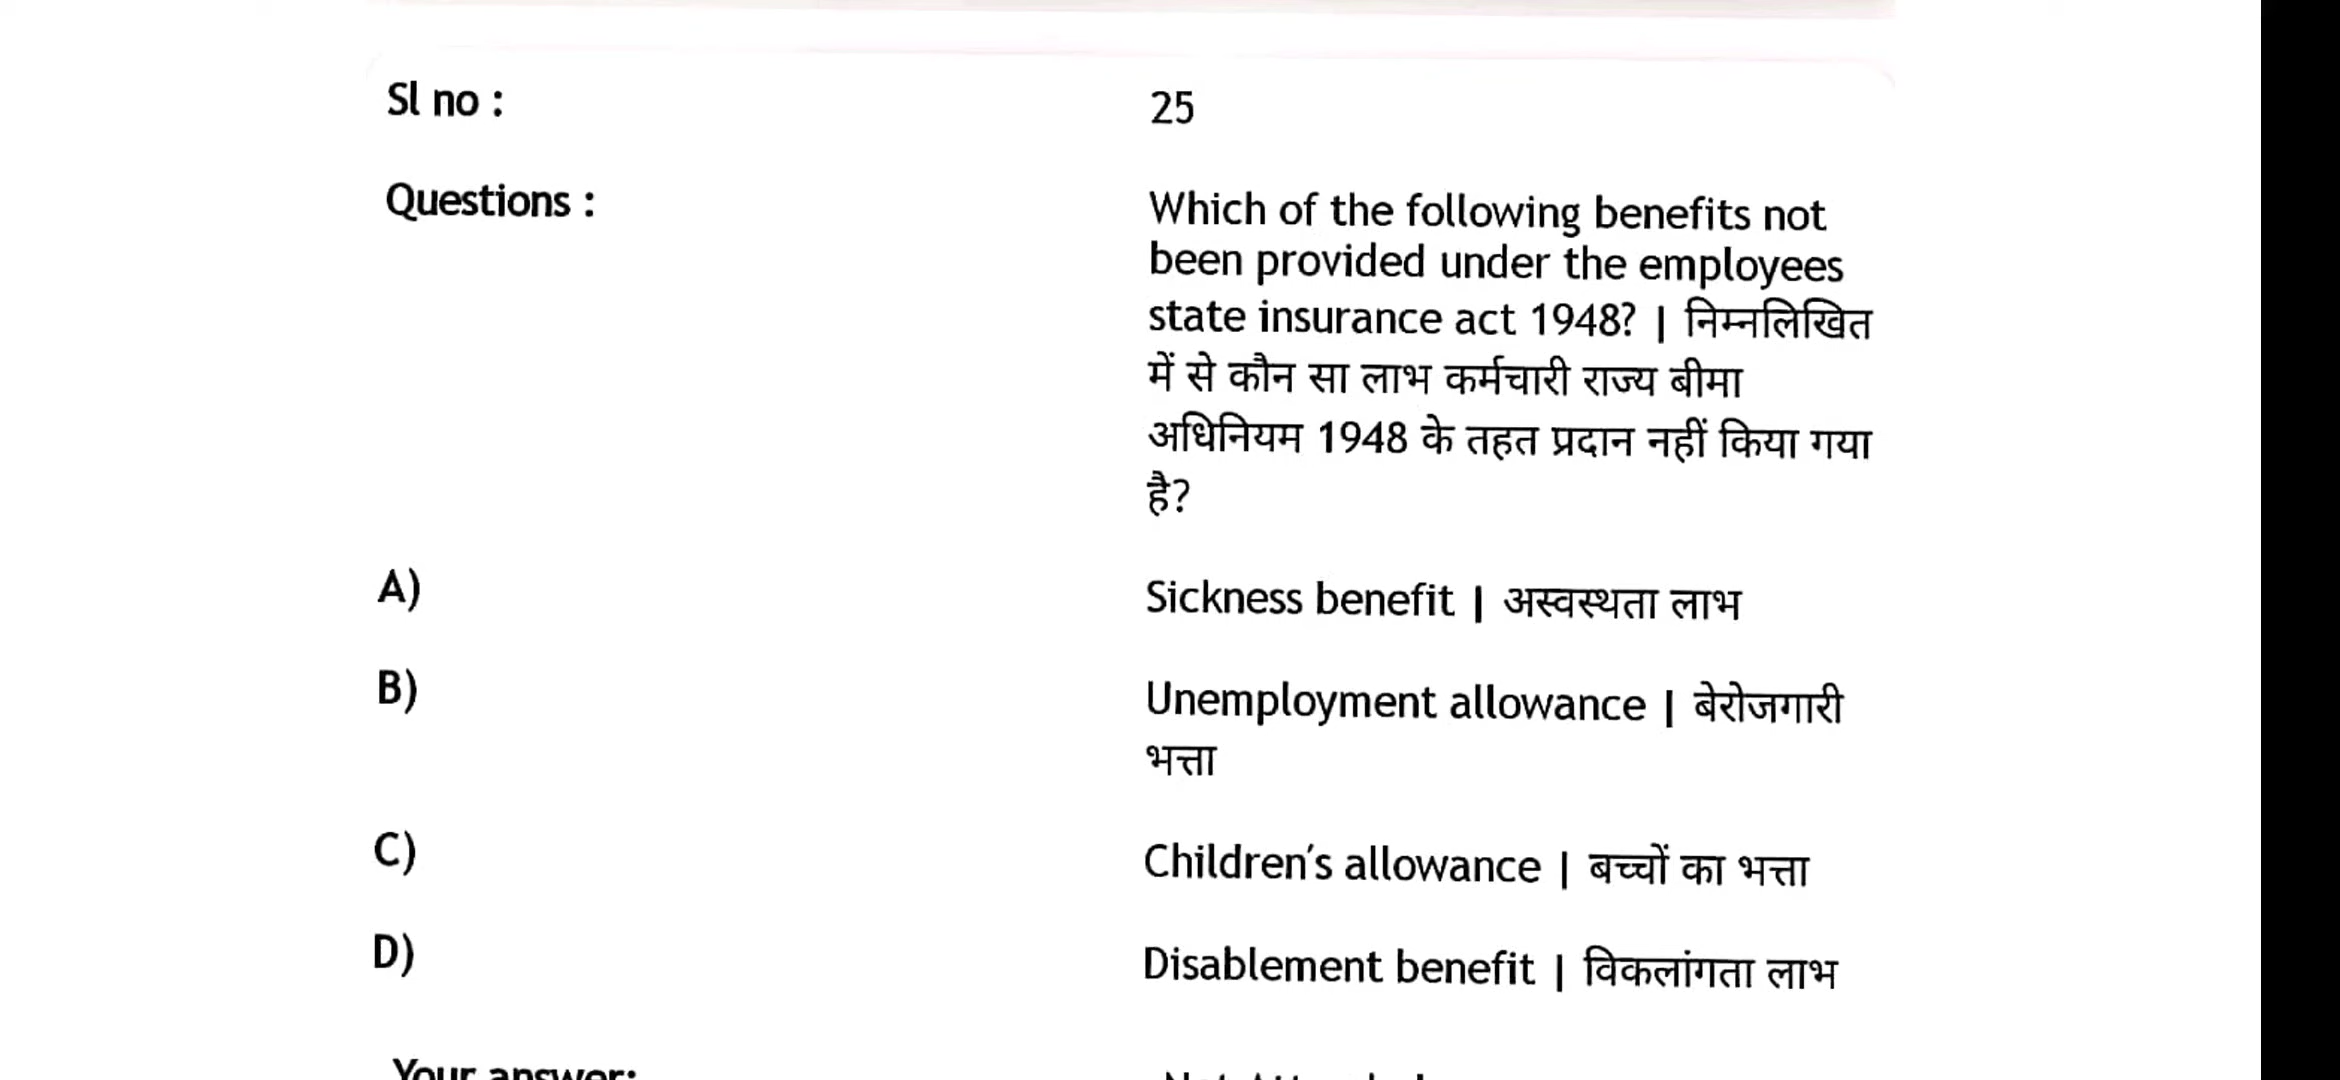 Sl no :
25
Questions :
Which of the following benefits not
been provided under the employees
state insurance act 1948? | निम्नलिखित
में से कौन सा लाभ कर्मचारी राज्य बीमा
अधिनियम 1948 के तहत प्रदान नहीं किया गया
है?
A)
Sickness benefit | अस्वस्थता लाभ
B)
Unemployment allowance | बेरोजगारी
भत्ता
C)
Children's allowance | बच्चों का भत्ता
D)
Disablement benefit | विकलांगता लाभ
Your answer: